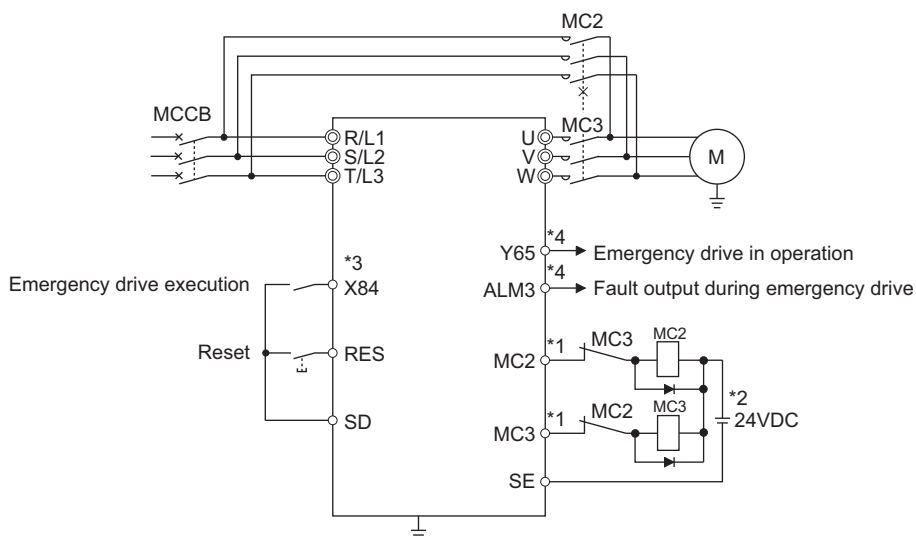 MC2
MCCB
R/L1
S/L2
T/L3
U
V
W
MC3
M
*3
Emergency drive execution
X84
Reset
RES
SD
Y65
*4
Emergency drive in operation
ALM3
*4
Fault output during emergency drive
MC2
*1
MC3
MC2
MC3
*1
MC2
MC3
*2
24VDC
SE